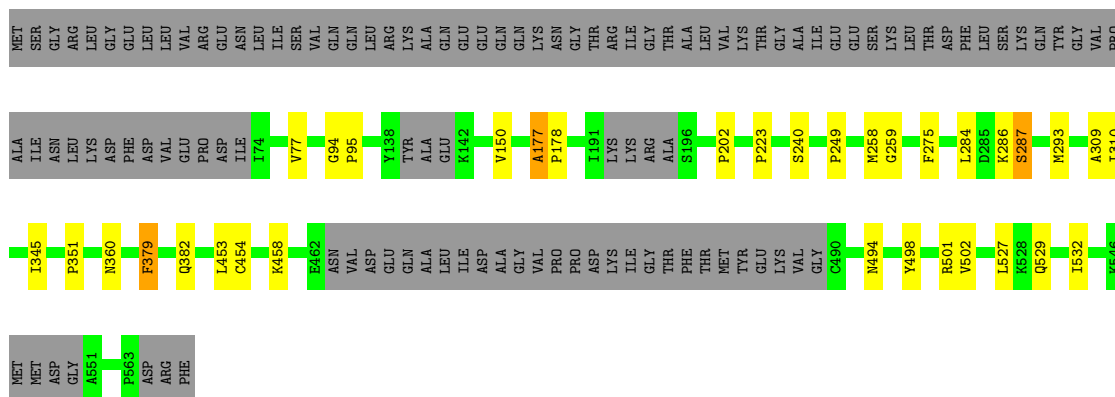 MET SER GLY ARG LEU GLY GLU LEU LEU VAL ARG GLU ASN LEU ILE SER VAL GLN GLN LEU ARG LYS ALA GLN GLU GLU GLN GLN LYS ASN GLY THR ARG ILE GLY THR ALA LEU VAL LYS THR GLY ALA ILE GLU GLU SER LYS LEU THR ASP PHE LEU SER LYS GLN TYR GLY VAL PRO
ALA ILE ASN LEU LYS ASP PHE ASP VAL GLU PRO ASP ILE I74 V77 G94 P95 Y138 TYR ALA GLU K142 V150 A177 P178 I191 LYS LYS ARG ALA S196 P202 P223 S240 P249 M258 G259 F275 L284 D285 K286 S287 M293 A309 I310
I345 P351 N360 F379 Q382 L453 C454 K458 E462 ASN VAL ASP GLU GLN ALA LEU ILE ASP ALA GLY VAL PRO PRO ASP LYS ILE GLY THR PHE THR MET TYR GLU LYS VAL GLY C490 N494 Y498 R501 V502 L527 K528 Q529 I532 K546
MET MET ASP GLY A551 P563 ASP ARG PHE